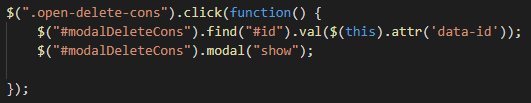 $(".open-delete-cons").click(function() {
$("#modalDeleteCons").find("#id").val($(this).attr('data-id'));
$("#modalDeleteCons").modal("show");
});